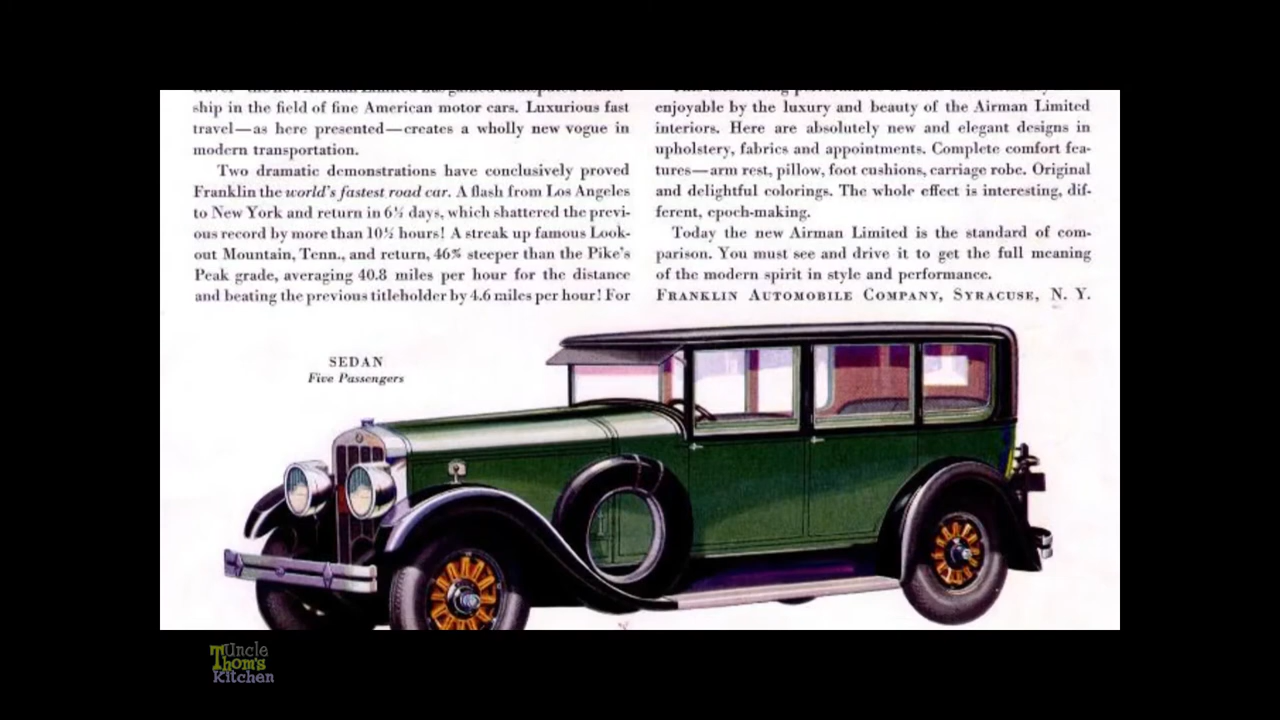 ship in the field of fine American motor cars. Luxurious fast
travel—as here presented—creates a wholly new vogue in
modern transportation.
Two dramatic demonstrations have conclusively proved
Franklin the world's fastest road car. A flash from Los Angeles
to New York and return in 6½ days, which shattered the previ-
ous record by more than 10½ hours! A streak up famous Look-
out Mountain, Tenn., and return, 46% steeper than the Pike's
Peak grade, averaging 40.8 miles per hour for the distance
and beating the previous titleholder by 4.6 miles per hour! For
enjoyable by the luxury and beauty of the Airman Limited
interiors. Here are absolutely new and elegant designs in
upholstery, fabrics and appointments. Complete comfort fea-
tures—arm rest, pillow, foot cushions, carriage robe. Original
and delightful colorings. The whole effect is interesting, dif-
ferent, epoch-making.
Today the new Airman Limited is the standard of com-
parison. You must see and drive it to get the full meaning
of the modern spirit in style and performance.
FRANKLIN AUTOMOBILE COMPANY, SYRACUSE, N. Y.
SEDAN
Five Passengers
Uncle
Thom's
Kitchen